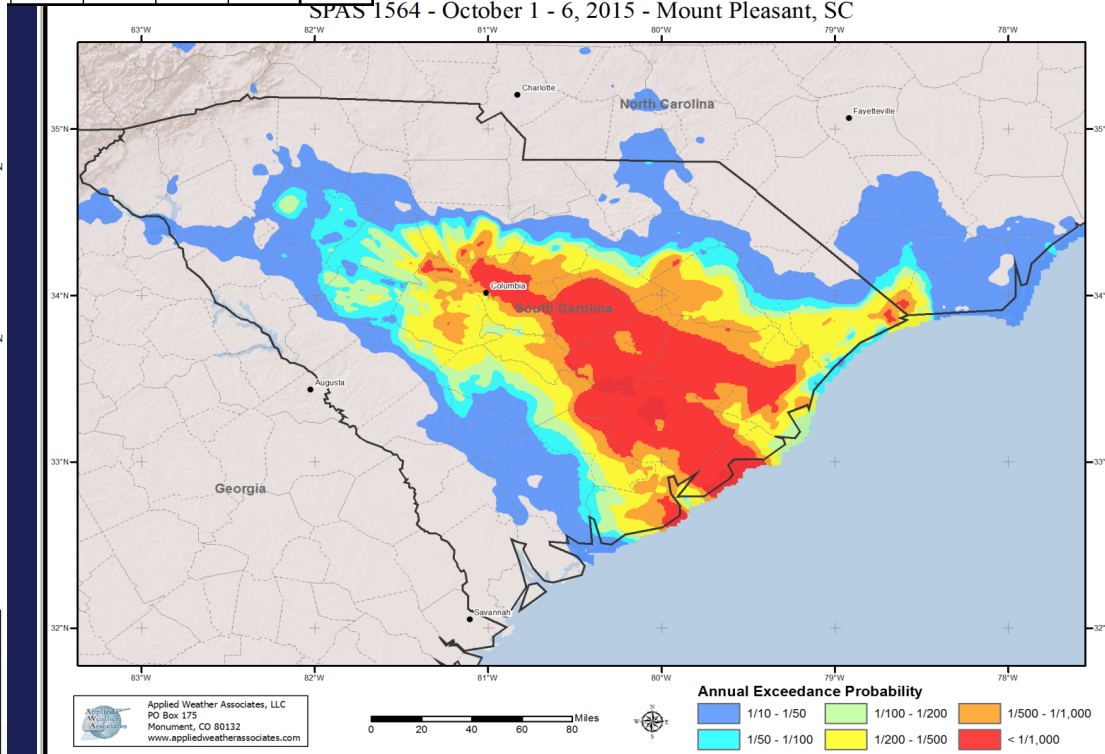 SPAS 1564 - October 1 - 6, 2015 - Mount Pleasant, SC
83°W 82°W 81°W 80°W 79°W 78°W
Charlotte
North Carolina
Fayetteville
35°N 35°
34°N 34°
Columbia
South Carolina
Augusta
33°N 33°
Georgia
Savannah
32°N 32°
83°W 82°W 81°W 80°W 79°W 78°W
Applied Weather Associates
Applied Weather Associates, LLC
PO Box 175
Monument, CO 80132
www.appliedweatherassociates.com
Miles
0 20 40 60 80
N
W E
S
Annual Exceedance Probability
1/10 - 1/50 1/100 - 1/200 1/500 - 1/1,000
1/50 - 1/100 1/200 - 1/500 < 1/1,000